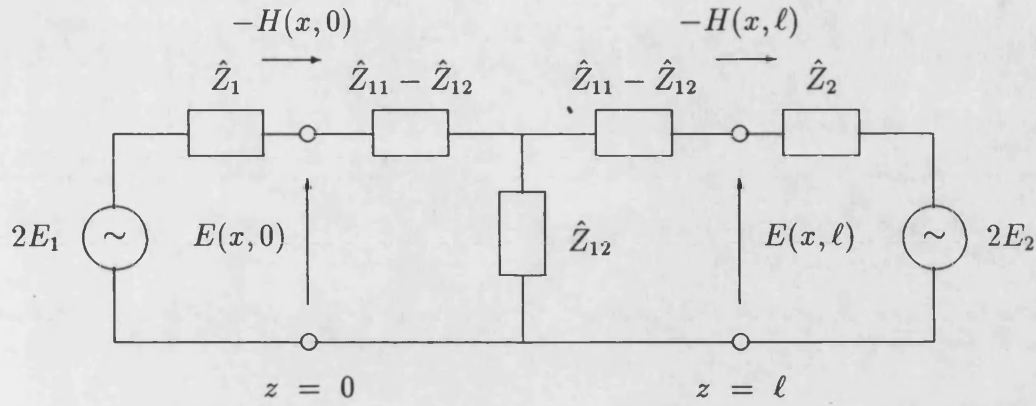 −H(x, 0)
−H(x, ℓ)
Ẑ₁
Ẑ₁₁ − Ẑ₁₂
Ẑ₁₁ − Ẑ₁₂
Ẑ₂
2E₁
∼
E(x, 0)
Ẑ₁₂
E(x, ℓ)
∼
2E₂
z = 0
z = ℓ